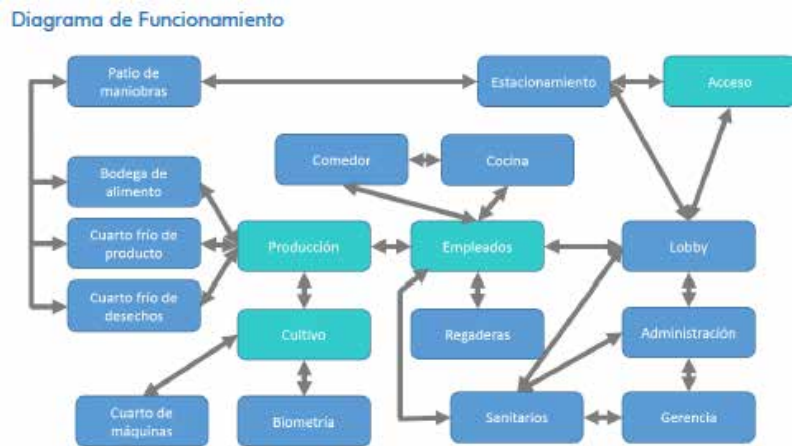 Diagrama de Funcionamiento
Patio de
maniobras
Estacionamiento
Acceso
Comedor
Cocina
Bodega de
alimento
Cuarto frío de
producto
Producción
Empleados
Lobby
Cuarto frío de
desechos
Cultivo
Regaderas
Administración
Cuarto de
máquinas
Biometria
Sanitarios
Gerencia